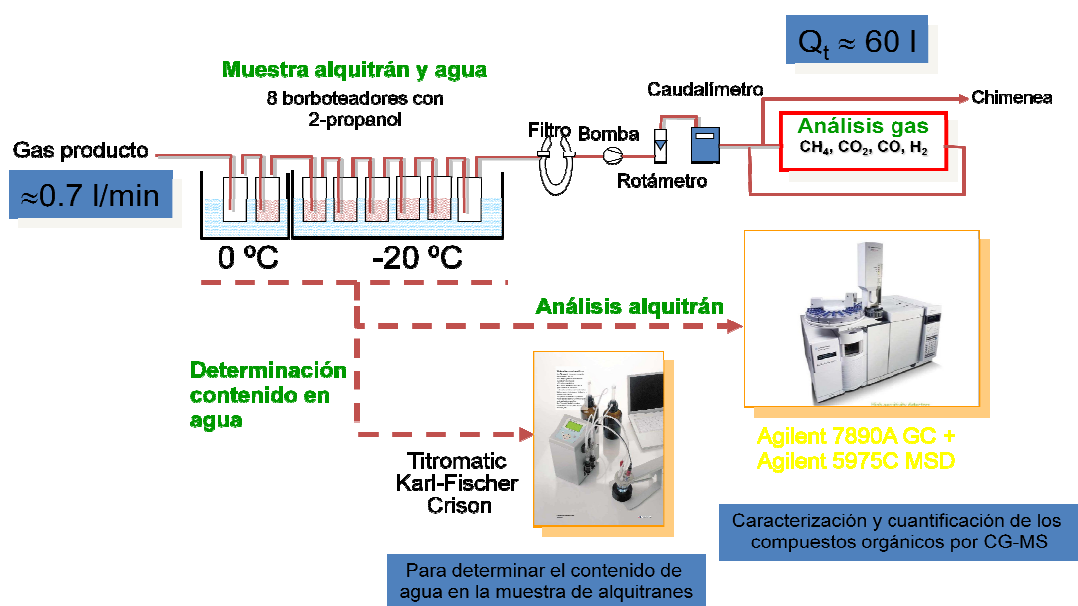 Qt ≈ 60 l
Muestra alquitrán y agua
8 borboteadores con
2-propanol
Caudalímetro
Chimenea
Filtro
Bomba
Análisis gas
CH4, CO2, CO, H2
Gas producto
Rotámetro
≈0.7 l/min
0 ºC
-20 ºC
Análisis alquitrán
Determinación
contenido en
agua
Agilent 7890A GC +
Agilent 5975C MSD
Titromatic
Karl-Fischer
Crison
Caracterización y cuantificación de los
compuestos orgánicos por CG-MS
Para determinar el contenido de
agua en la muestra de alquitranes